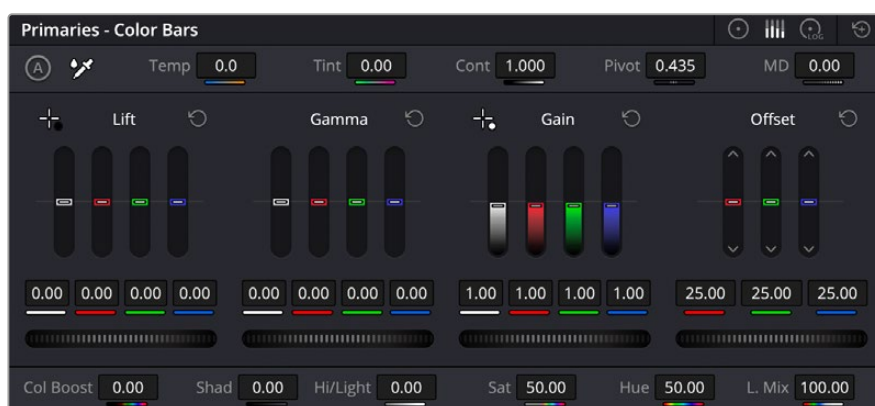 Primaries - Color Bars
LOG
A Temp 0.0 Tint 0.00 Cont 1.000 Pivot 0.435 MD 0.00
Lift Gamma Gain Offset
0.00 0.00 0.00 0.00 0.00 0.00 0.00 0.00 1.00 1.00 1.00 1.00 25.00 25.00 25.00
Col Boost 0.00 Shad 0.00 Hi/Light 0.00 Sat 50.00 Hue 50.00 L. Mix 100.00